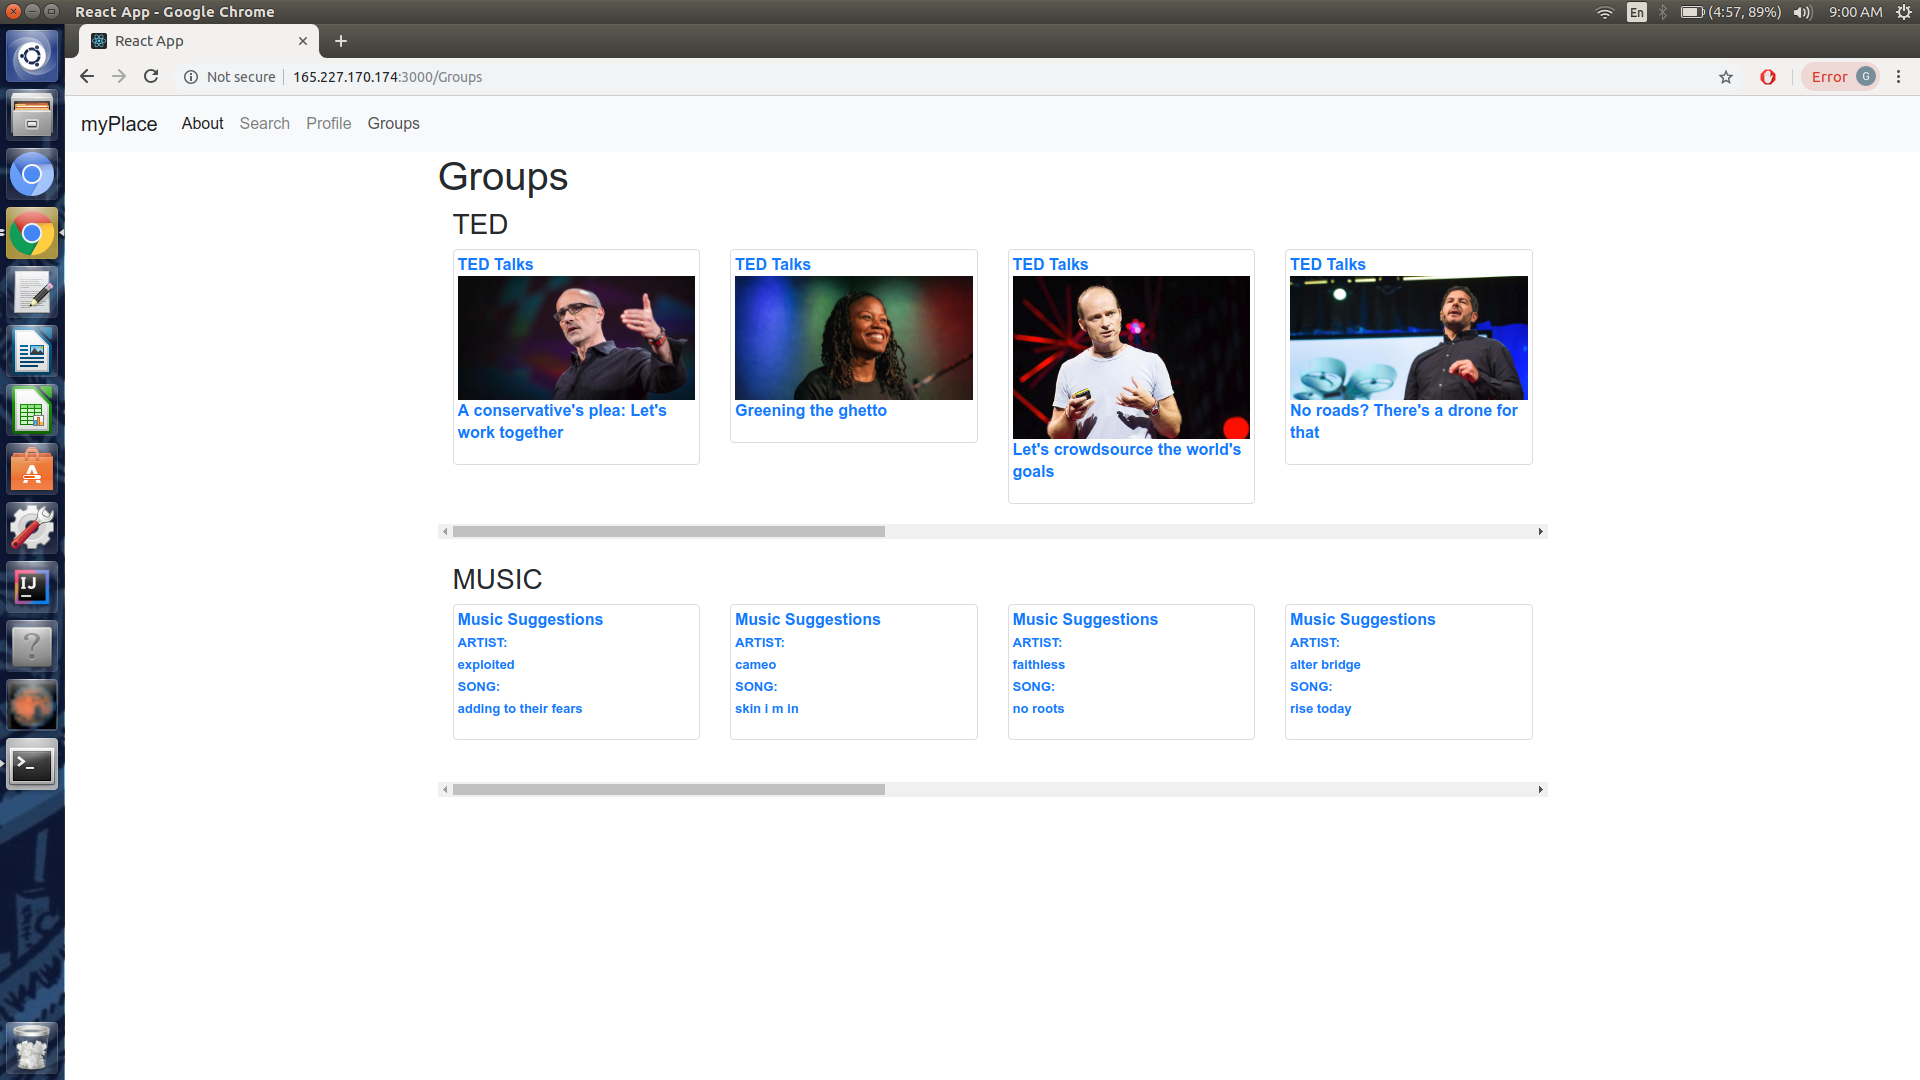 React App - Google Chrome
En
(4:57, 89%)
9:00 AM
React App
Not secure
165.227.170.174:3000/Groups
Error
G
myPlace
About
Search
Profile
Groups
Groups
TED
TED Talks
A conservative's plea: Let's
work together
TED Talks
Greening the ghetto
TED Talks
Let's crowdsource the world's
goals
TED Talks
No roads? There's a drone for
that
MUSIC
Music Suggestions
ARTIST:
exploited
SONG:
adding to their fears
Music Suggestions
ARTIST:
cameo
SONG:
skin i m in
Music Suggestions
ARTIST:
faithless
SONG:
no roots
Music Suggestions
ARTIST:
alter bridge
SONG:
rise today
IJ